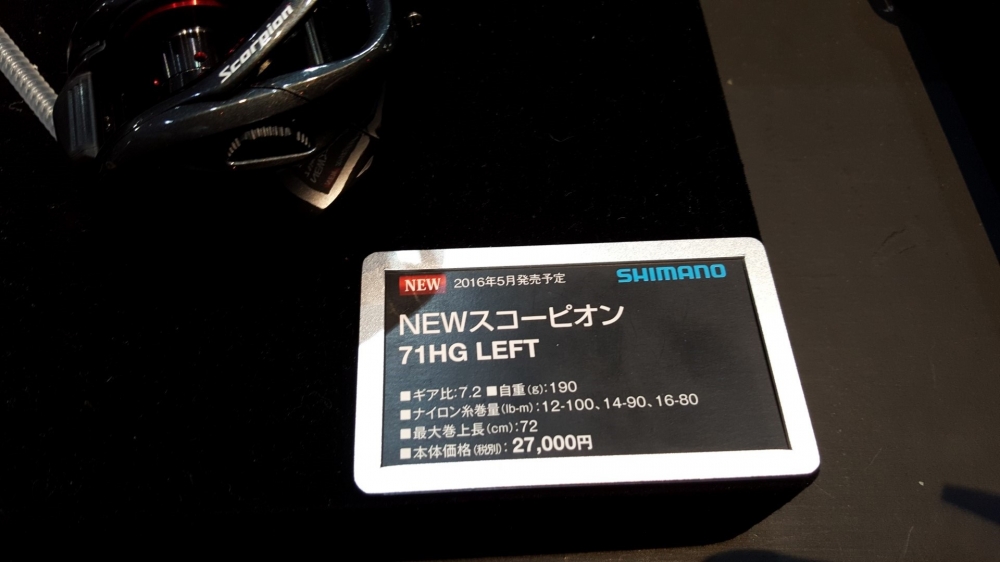 Scorpion
NEW 2016年5月発売予定 SHIMANO
NEWスコーピオン
71HG LEFT
■ギア比:7.2 ■自重(g):190
■ナイロン糸巻量(lb-m):12-100、14-90、16-80
■最大巻上長(cm):72
■本体価格(税別):27,000円